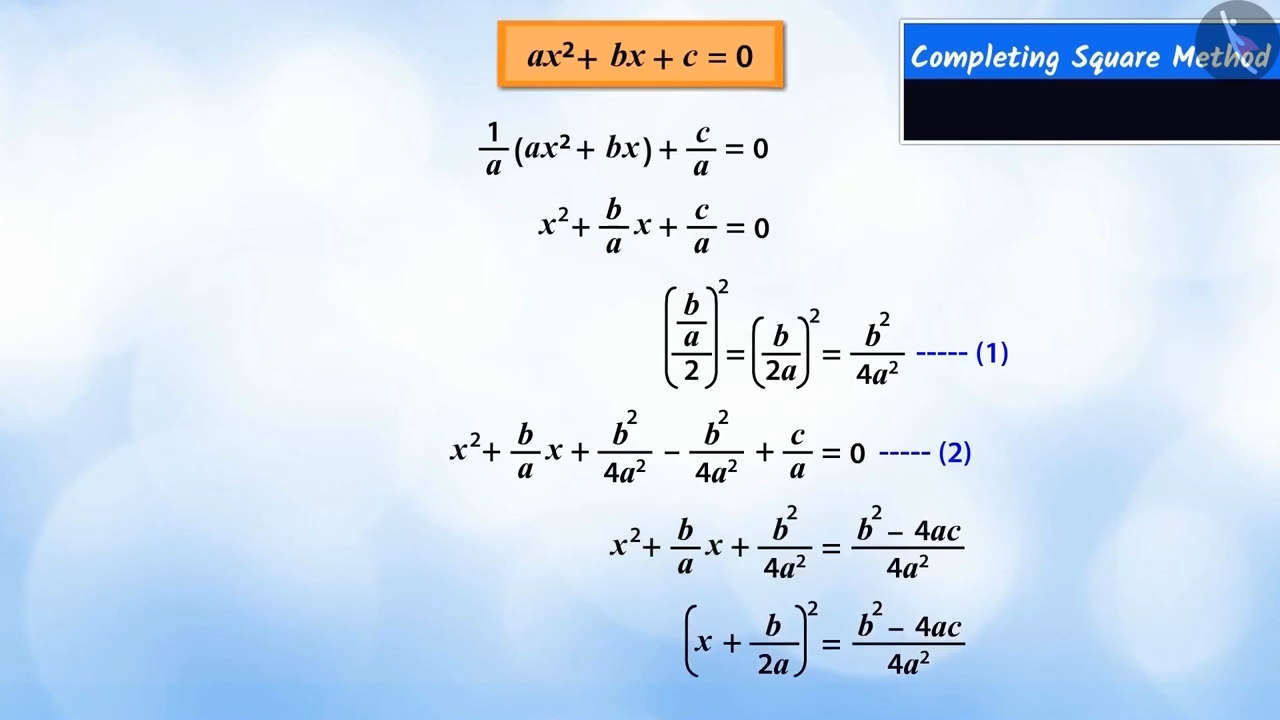 ax² + bx + c = 0
Completing Square Method
1/a (ax² + bx) + c/a = 0
x² + b/a x + c/a = 0
((b/a)/2)² = (b/2a)² = b²/4a² ----- (1)
x² + b/a x + b²/4a² − b²/4a² + c/a = 0 ----- (2)
x² + b/a x + b²/4a² = (b² − 4ac)/4a²
(x + b/2a)² = (b² − 4ac)/4a²